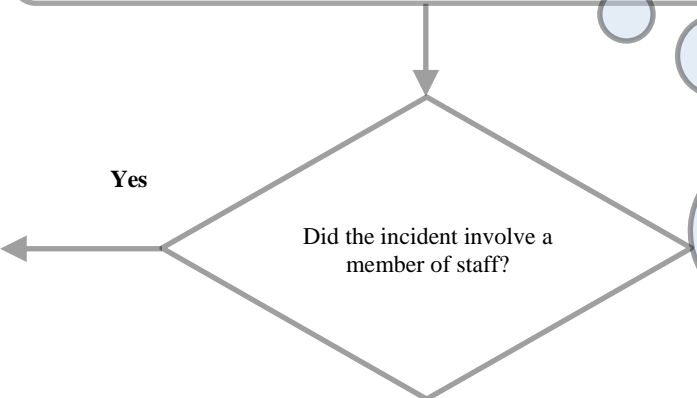 Yes
Did the incident involve a
member of staff?